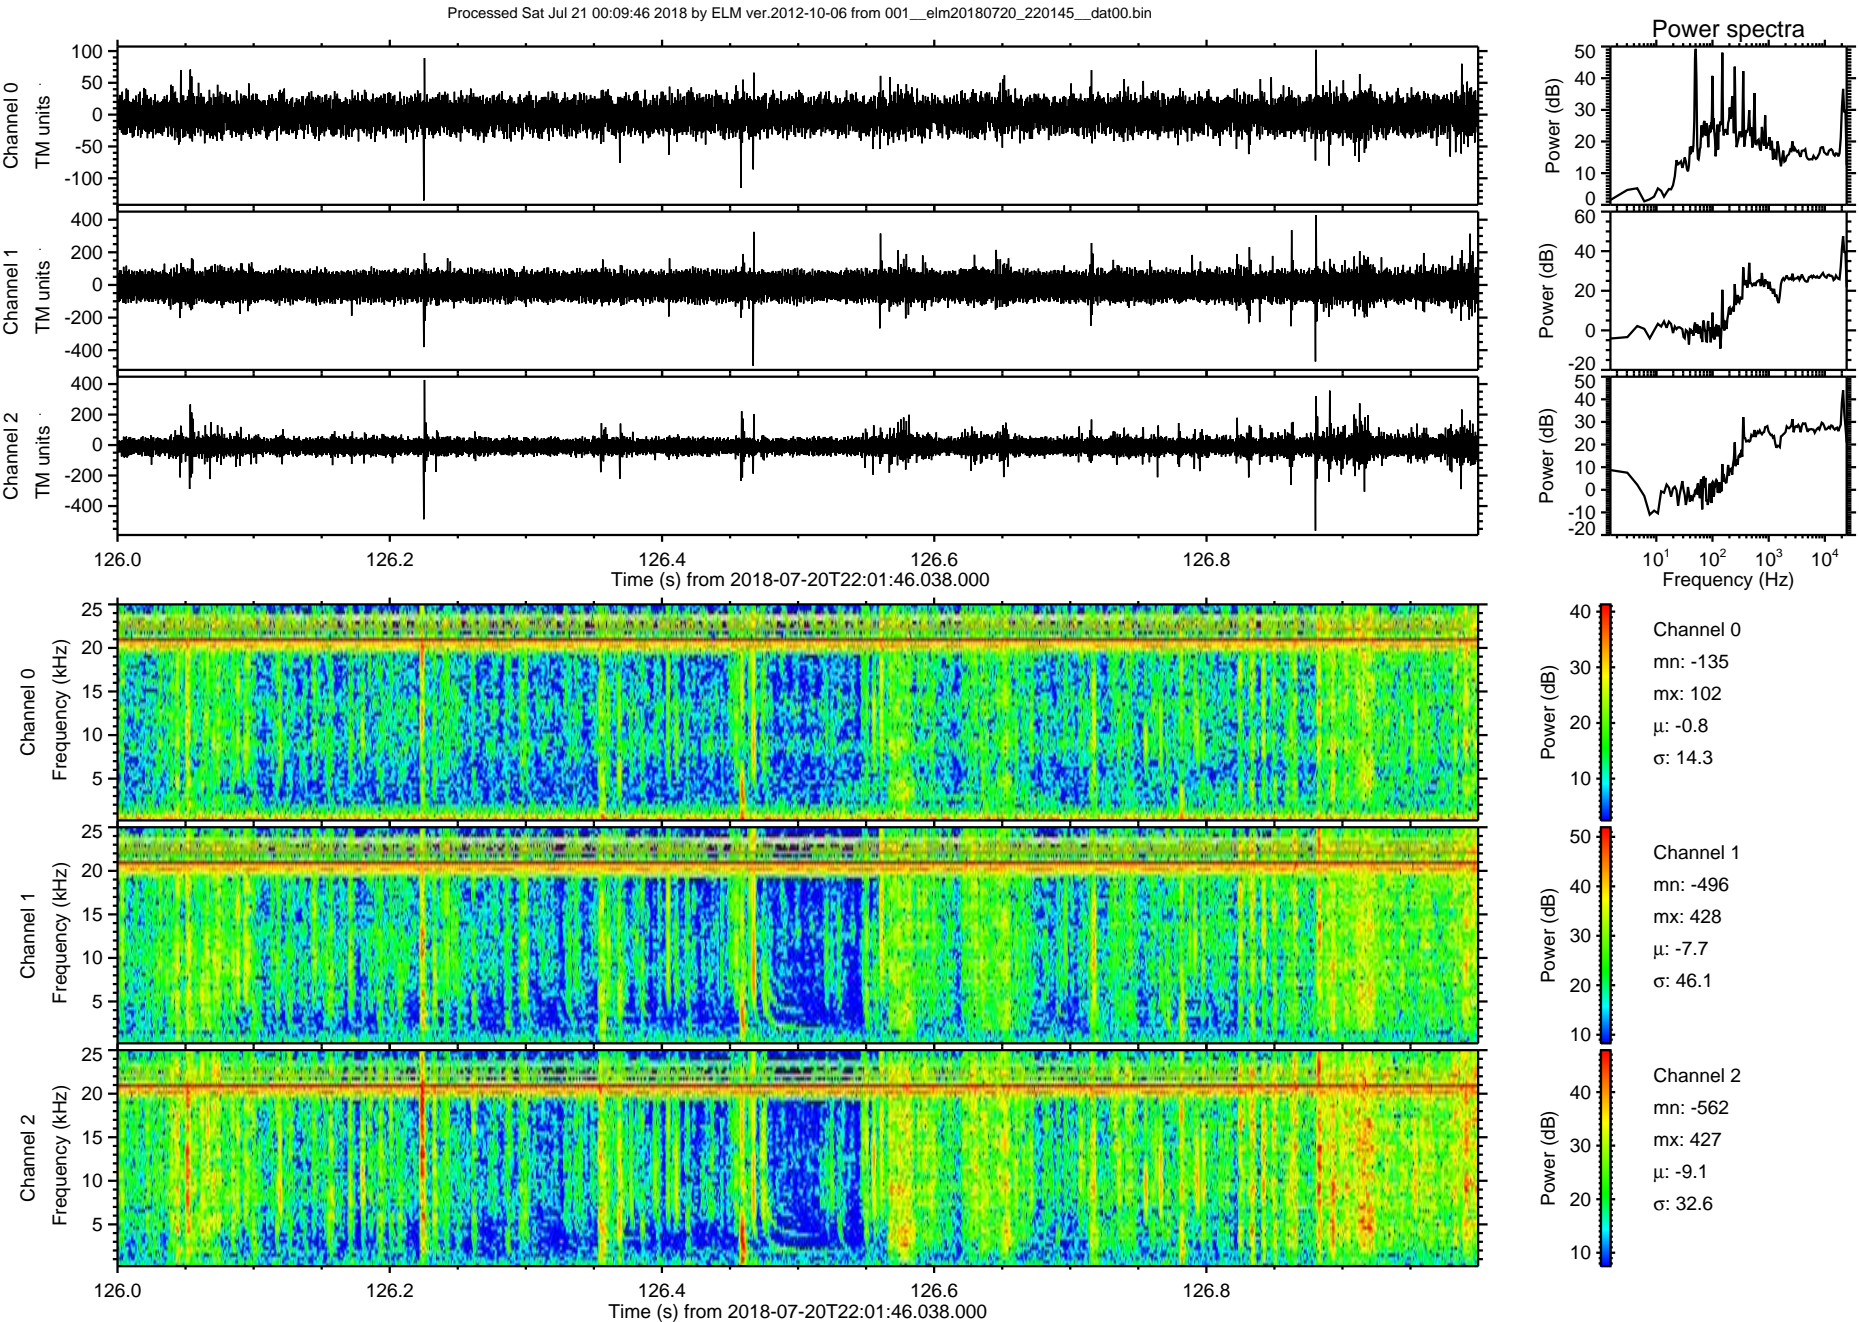 Processed Sat Jul 21 00:09:46 2018 by ELM ver.2012-10-06 from 001__elm20180720_220145__dat00.bin
Power spectra
Channel 0
TM units
100
50
0
-50
-100
Power (dB)
50
40
30
20
10
0
Channel 1
TM units
400
200
0
-200
-400
Power (dB)
60
40
20
0
-20
Channel 2
TM units
400
200
0
-200
-400
Power (dB)
50
40
30
20
10
0
-10
-20
126.0 126.2 126.4 126.6 126.8
Time (s) from 2018-07-20T22:01:46.038.000
10^1 10^2 10^3 10^4
Frequency (Hz)
Channel 0
Frequency (kHz)
25
20
15
10
5
Power (dB)
40
30
20
10
Channel 0
mn: -135
mx: 102
μ: -0.8
σ: 14.3
Channel 1
Frequency (kHz)
25
20
15
10
5
Power (dB)
50
40
30
20
10
Channel 1
mn: -496
mx: 428
μ: -7.7
σ: 46.1
Channel 2
Frequency (kHz)
25
20
15
10
5
Power (dB)
40
30
20
10
Channel 2
mn: -562
mx: 427
μ: -9.1
σ: 32.6
126.0 126.2 126.4 126.6 126.8
Time (s) from 2018-07-20T22:01:46.038.000